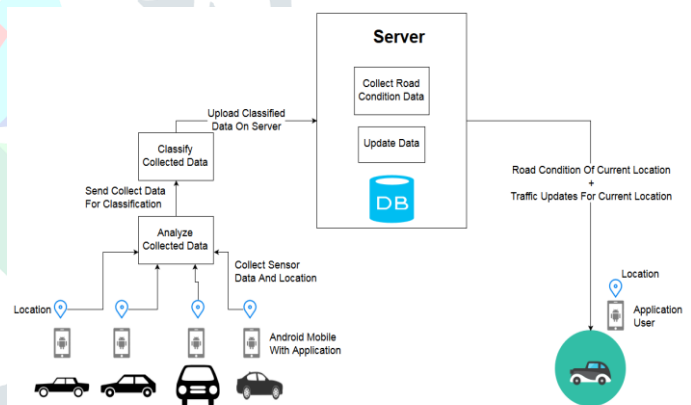 Server
Collect Road
Condition Data
Update Data
DB
Upload Classified
Data On Server
Classify
Collected Data
Send Collect Data
For Classification
Analyze
Collected Data
Collect Sensor
Data And Location
Location
Android Mobile
With Application
Road Condition Of Current Location
+
Traffic Updates For Current Location
Location
Application
User